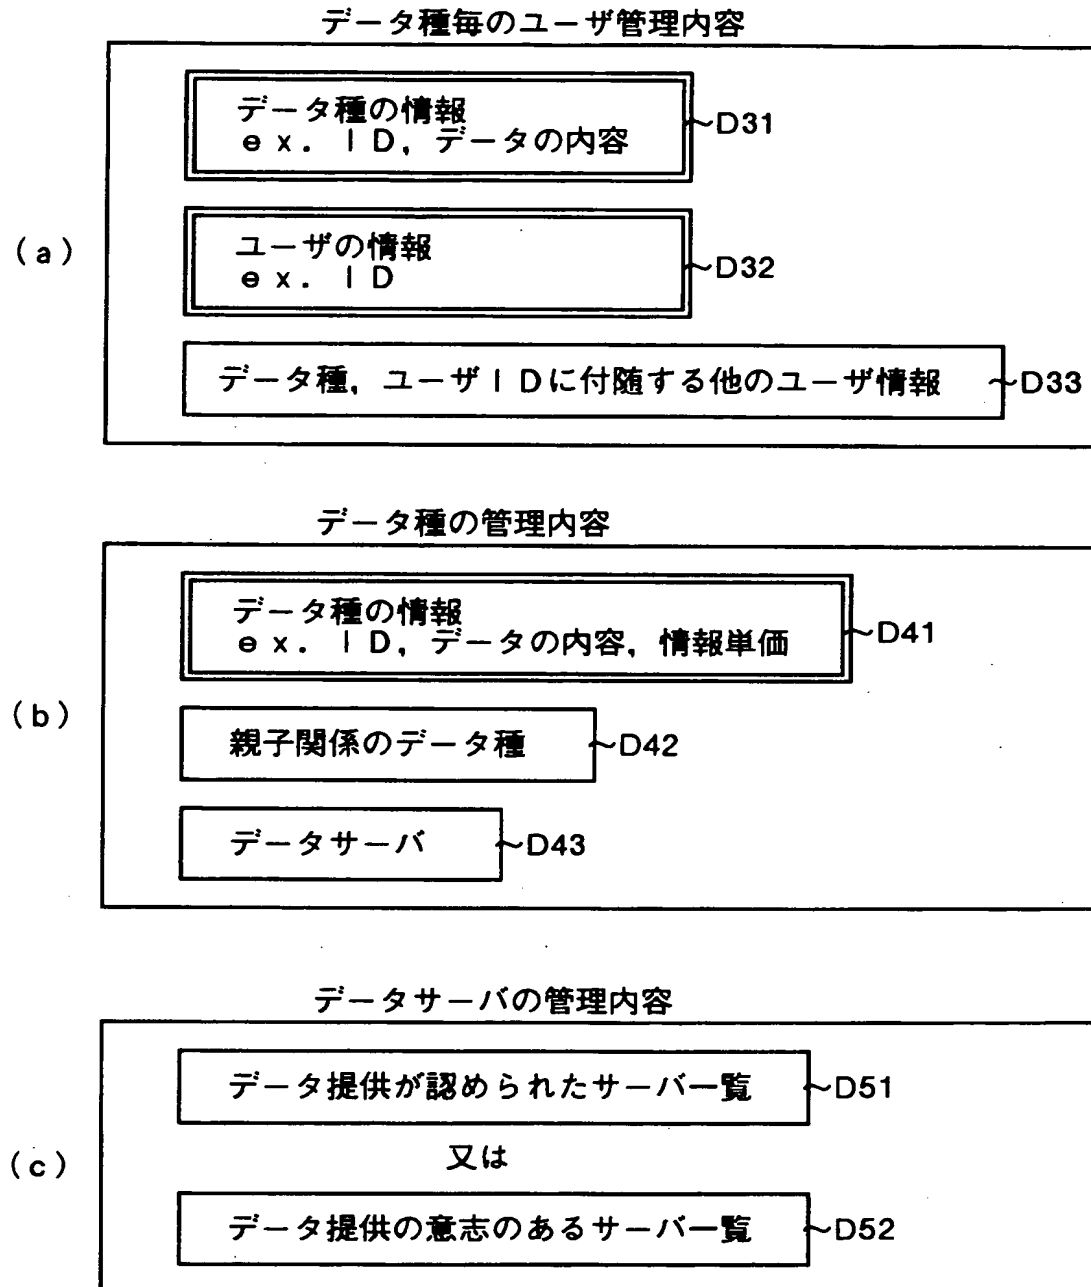 データ種毎のユーザ管理内容
データ種の情報
ex. ID, データの内容
~D31
(a)
ユーザの情報
ex. ID
~D32
データ種, ユーザIDに付随する他のユーザ情報
~D33
データ種の管理内容
データ種の情報
ex. ID, データの内容, 情報単価
~D41
(b)
親子関係のデータ種
~D42
データサーバ
~D43
データサーバの管理内容
データ提供が認められたサーバ一覧
~D51
(c)
又は
データ提供の意志のあるサーバ一覧
~D52